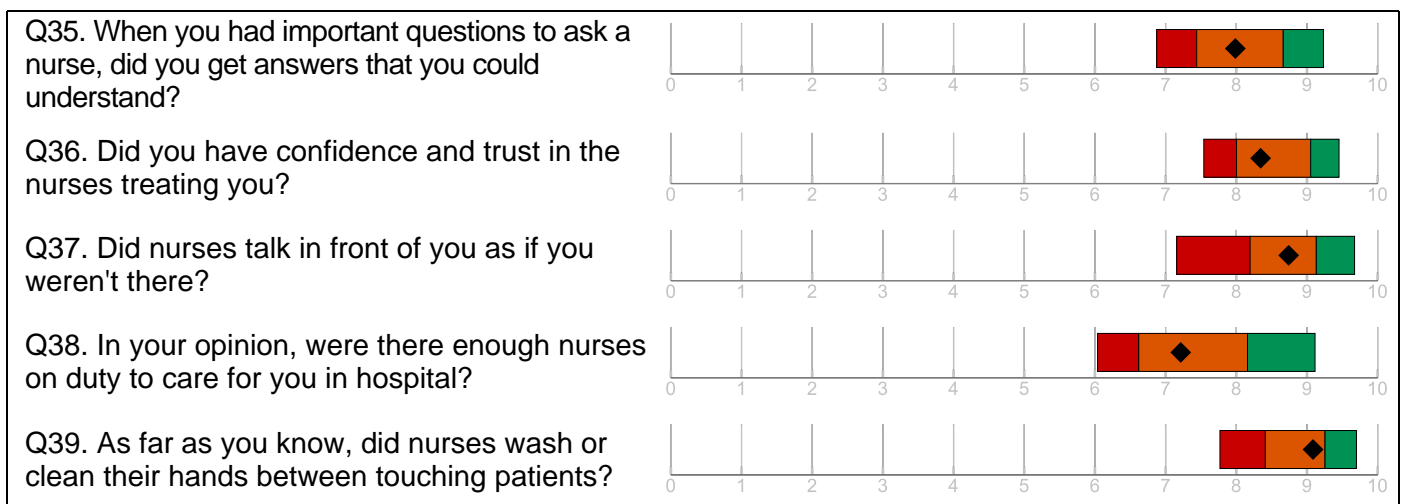 Q35. When you had important questions to ask a
nurse, did you get answers that you could
understand?
0 1 2 3 4 5 6 7 8 9 10
Q36. Did you have confidence and trust in the
nurses treating you?
0 1 2 3 4 5 6 7 8 9 10
Q37. Did nurses talk in front of you as if you
weren't there?
0 1 2 3 4 5 6 7 8 9 10
Q38. In your opinion, were there enough nurses
on duty to care for you in hospital?
0 1 2 3 4 5 6 7 8 9 10
Q39. As far as you know, did nurses wash or
clean their hands between touching patients?
0 1 2 3 4 5 6 7 8 9 10